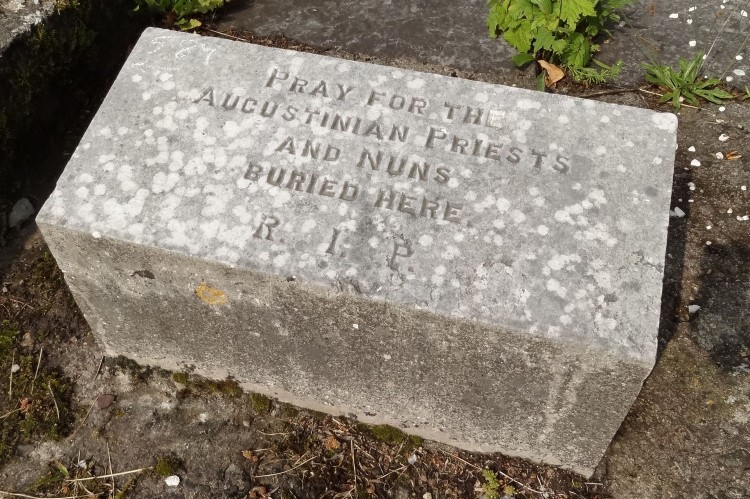 PRAY FOR THE
AUGUSTINIAN PRIESTS
AND NUNS
BURIED HERE.
R. I. P.